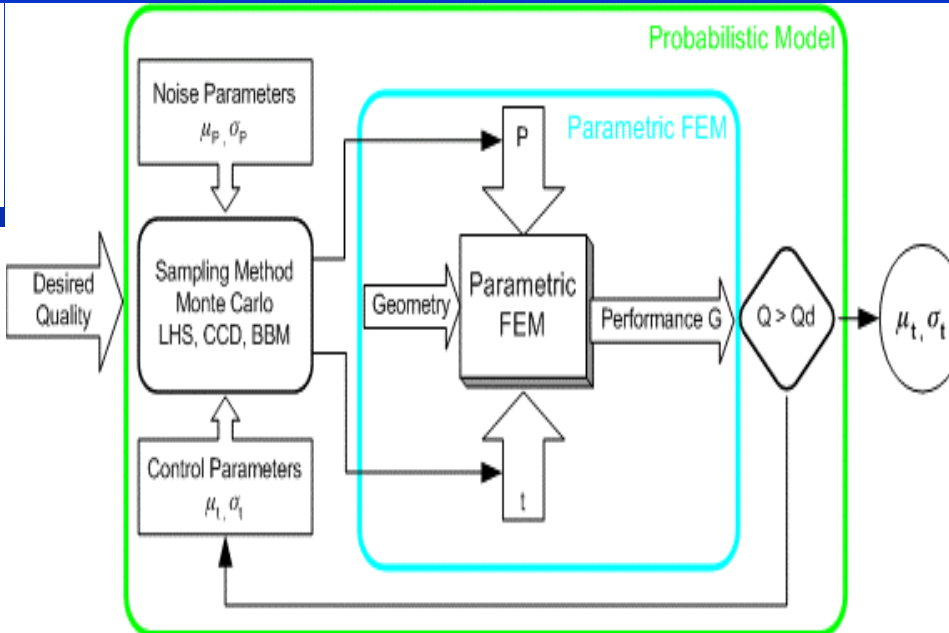 Probabilistic Model
Noise Parameters
μP, σP
Parametric FEM
P
Desired
Quality
Sampling Method
Monte Carlo
LHS, CCD, BBM
Geometry
Parametric
FEM
Performance G
Q > Qd
μt, σt
Control Parameters
μt, σt
t